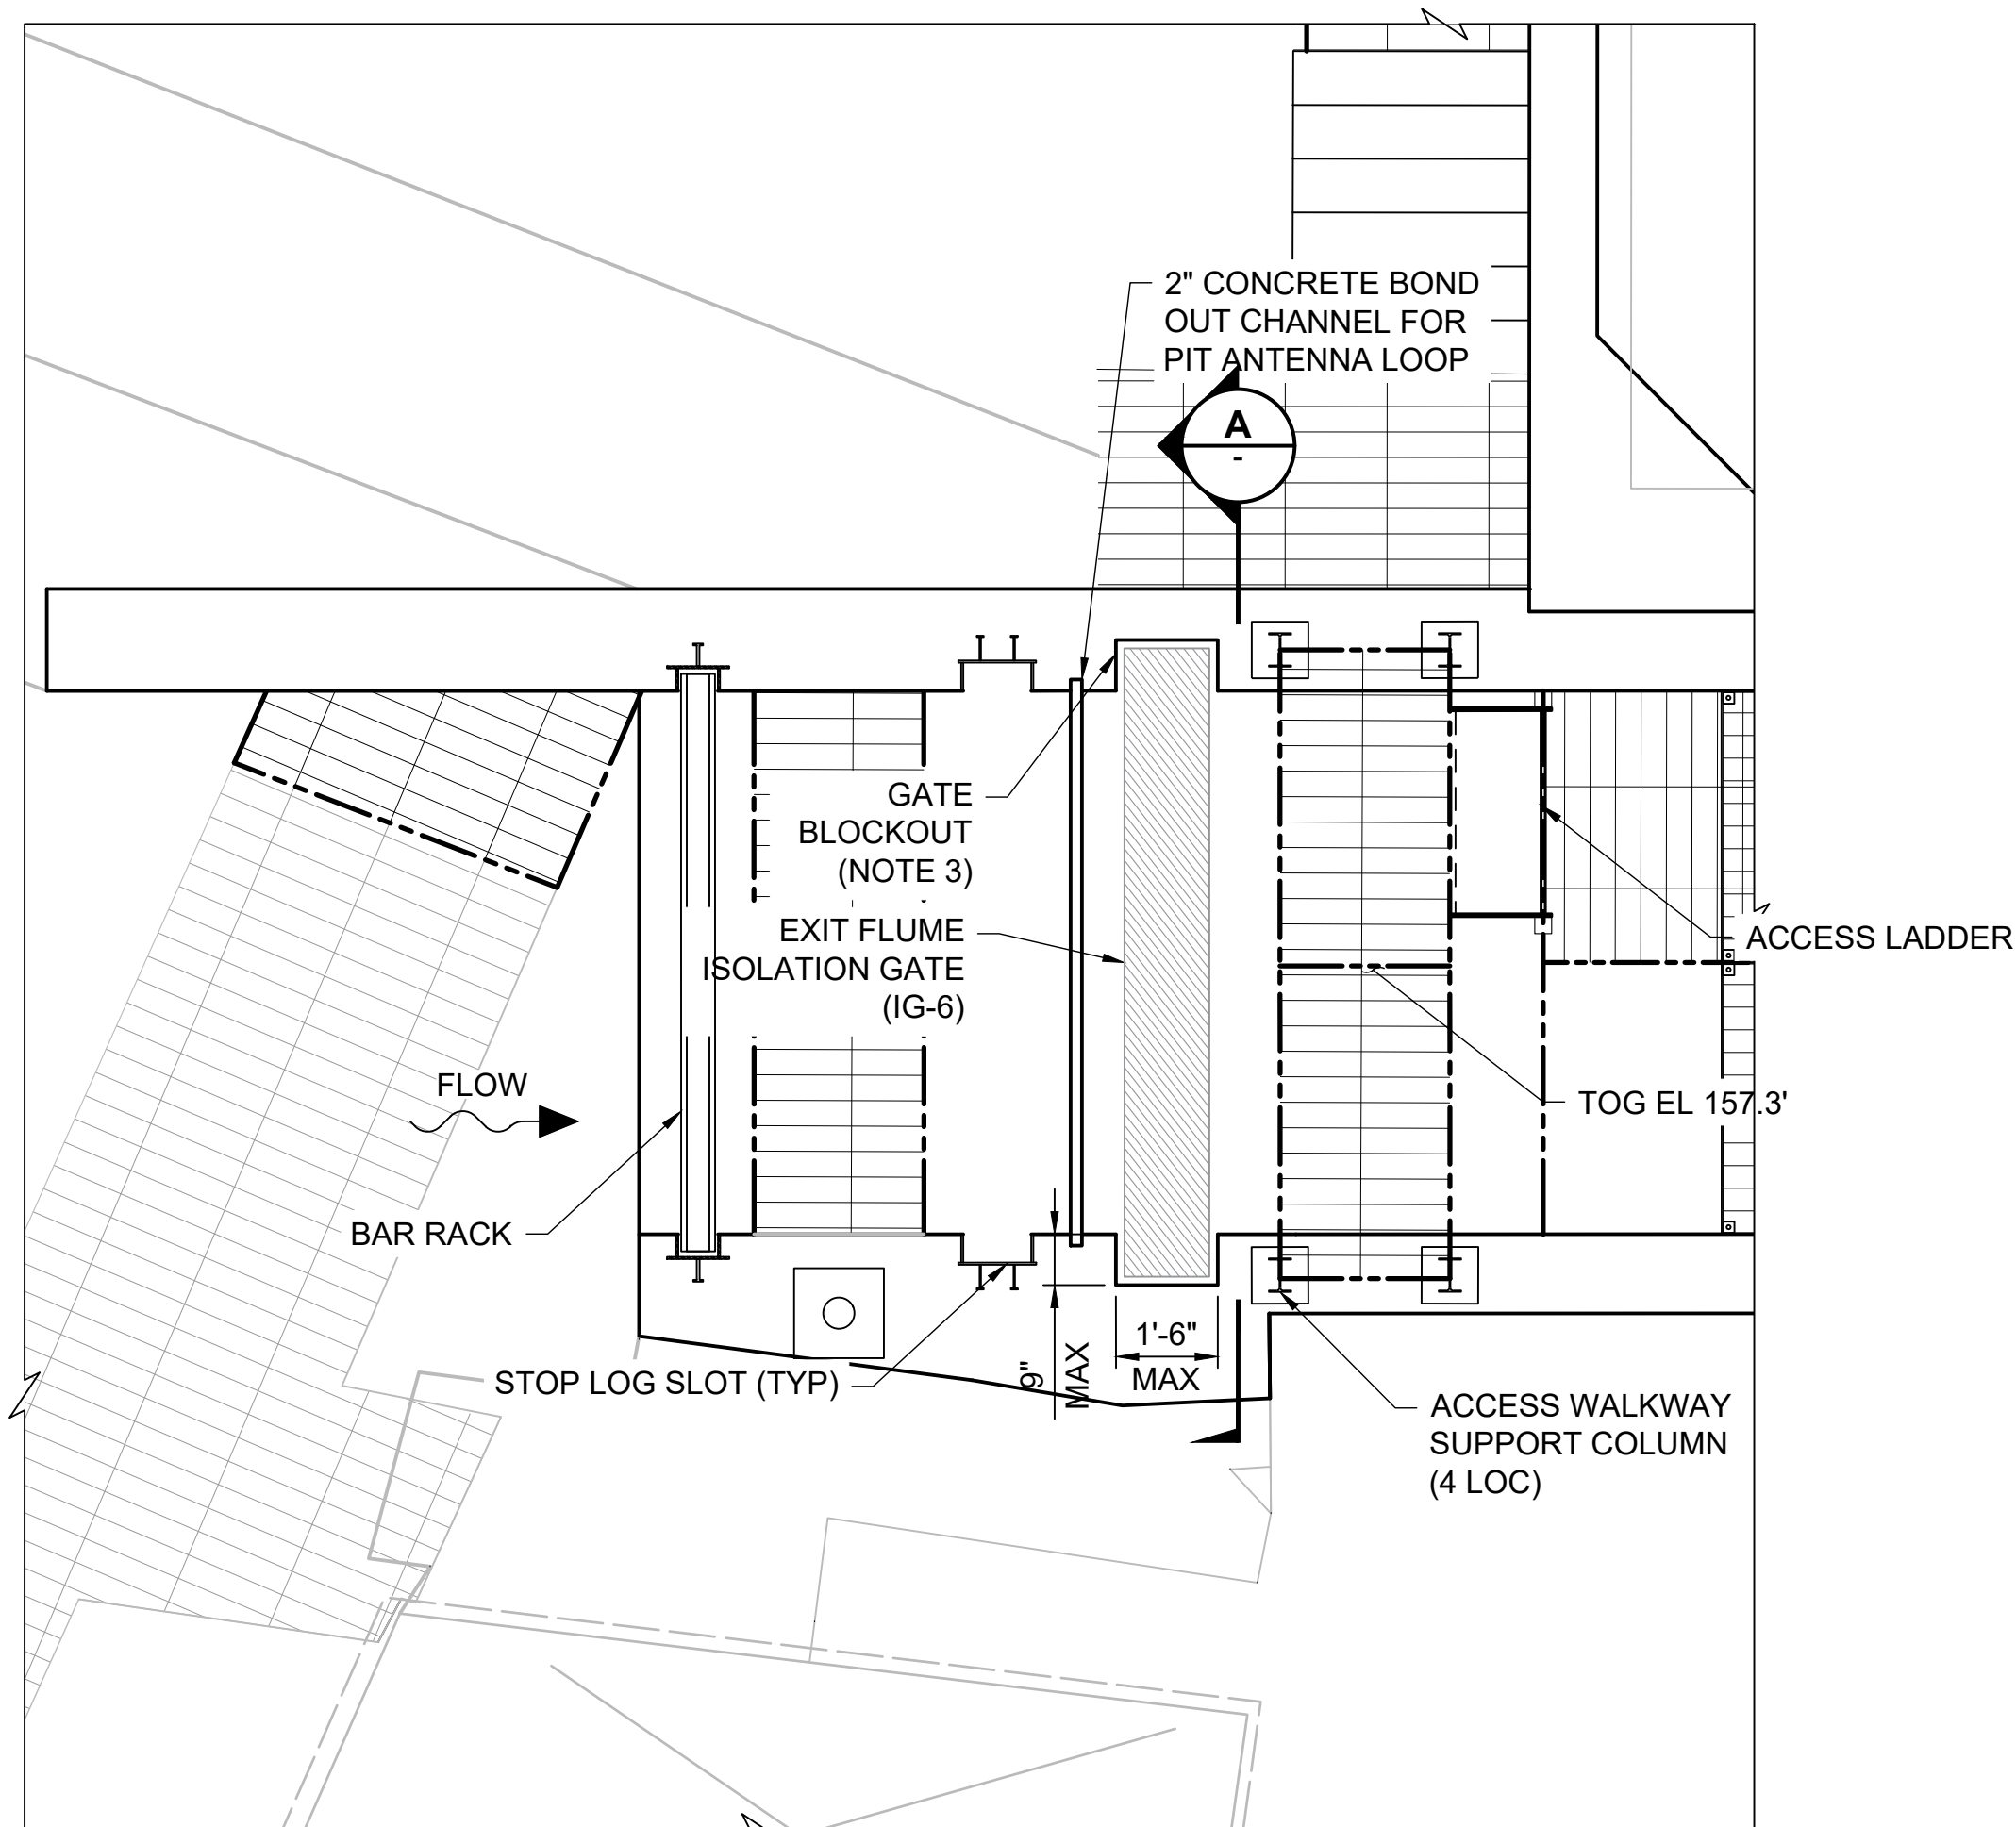 2" CONCRETE BOND
OUT CHANNEL FOR
PIT ANTENNA LOOP
A
-
GATE
BLOCKOUT
(NOTE 3)
EXIT FLUME
ISOLATION GATE
(IG-6)
ACCESS LADDER
FLOW
TOG EL 157.3'
BAR RACK
STOP LOG SLOT (TYP)
9"
MAX
1'-6"
MAX
ACCESS WALKWAY
SUPPORT COLUMN
(4 LOC)